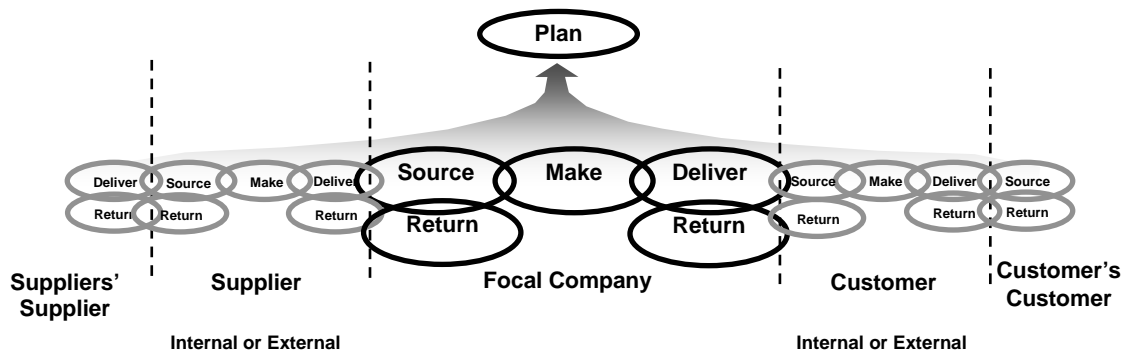 Plan
Deliver Source Make Deliver Source Make Deliver Source Make Deliver Source
Return Return Return Return Return Return Return Return
Suppliers’
Supplier
Supplier
Focal Company
Customer
Customer’s
Customer
Internal or External
Internal or External